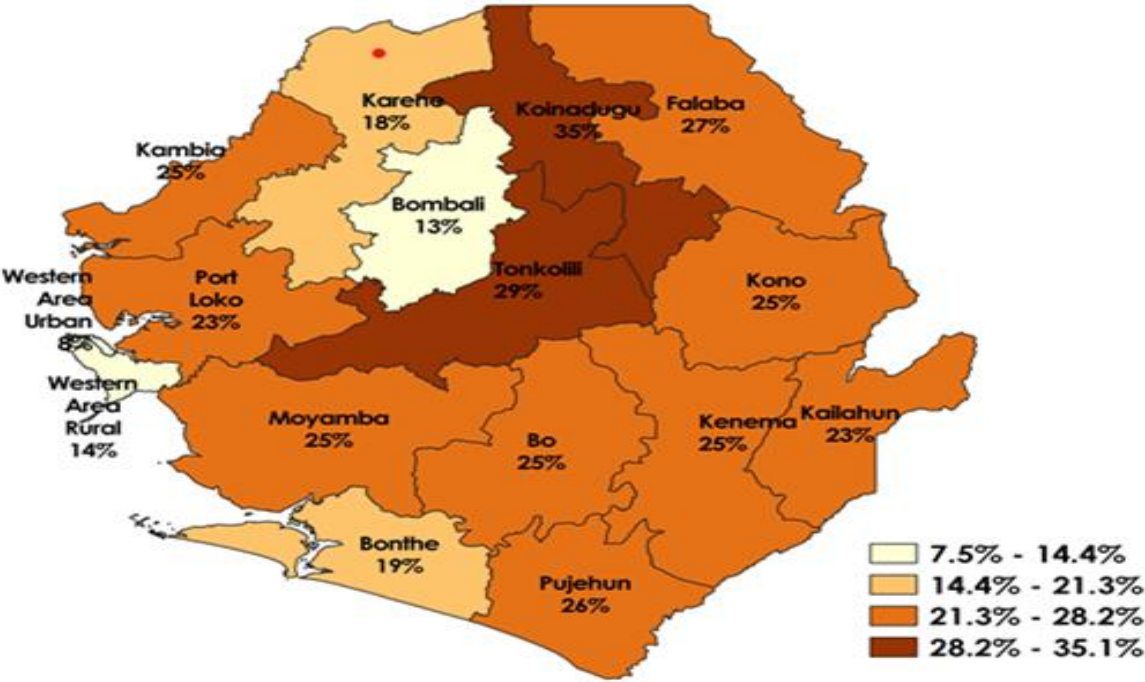 Karene
18%
Koinadugu
35%
Falaba
27%
Kambia
25%
Bombali
13%
Western
Area
Urban
8%
Port
Loko
23%
Tonkolili
29%
Kono
25%
Western
Area
Rural
14%
Moyamba
25%
Bo
25%
Kenema
25%
Kailahun
23%
Bonthe
19%
Pujehun
26%
7.5% - 14.4%
14.4% - 21.3%
21.3% - 28.2%
28.2% - 35.1%